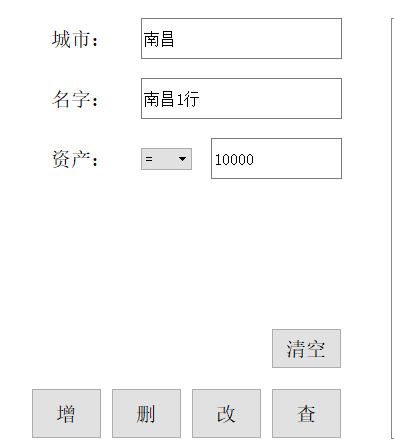 城市： 南昌
名字： 南昌1行
资产： = 10000
清空
增 删 改 查